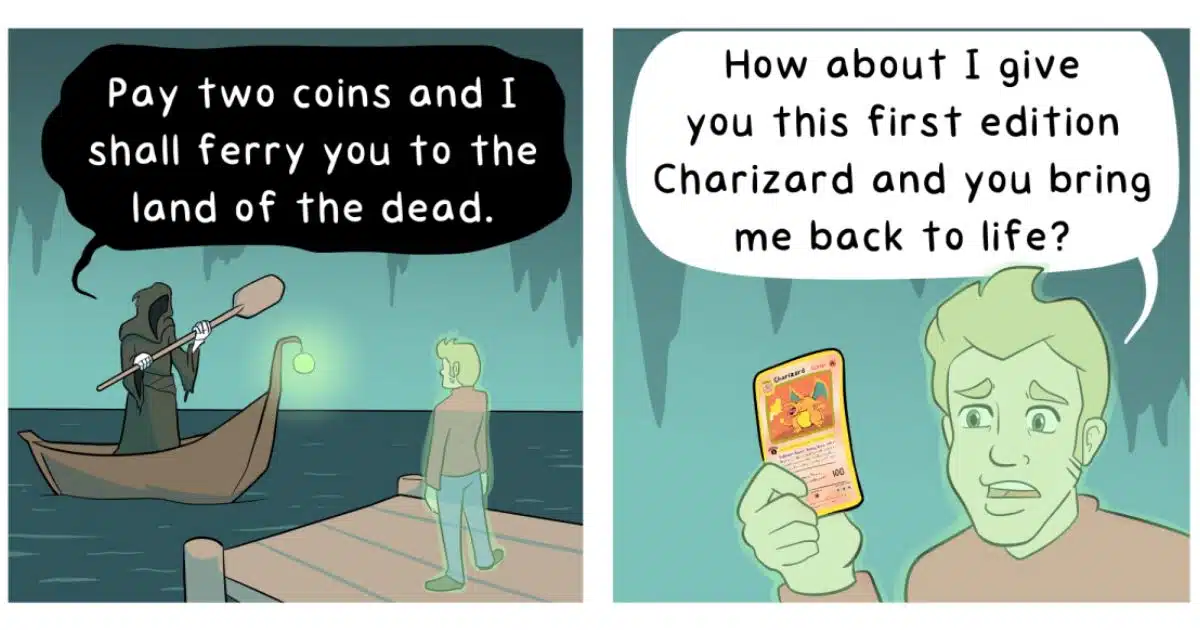 Pay two coins and I
shall ferry you to the
land of the dead.
How about I give
you this first edition
Charizard and you bring
me back to life?
Charizard
100